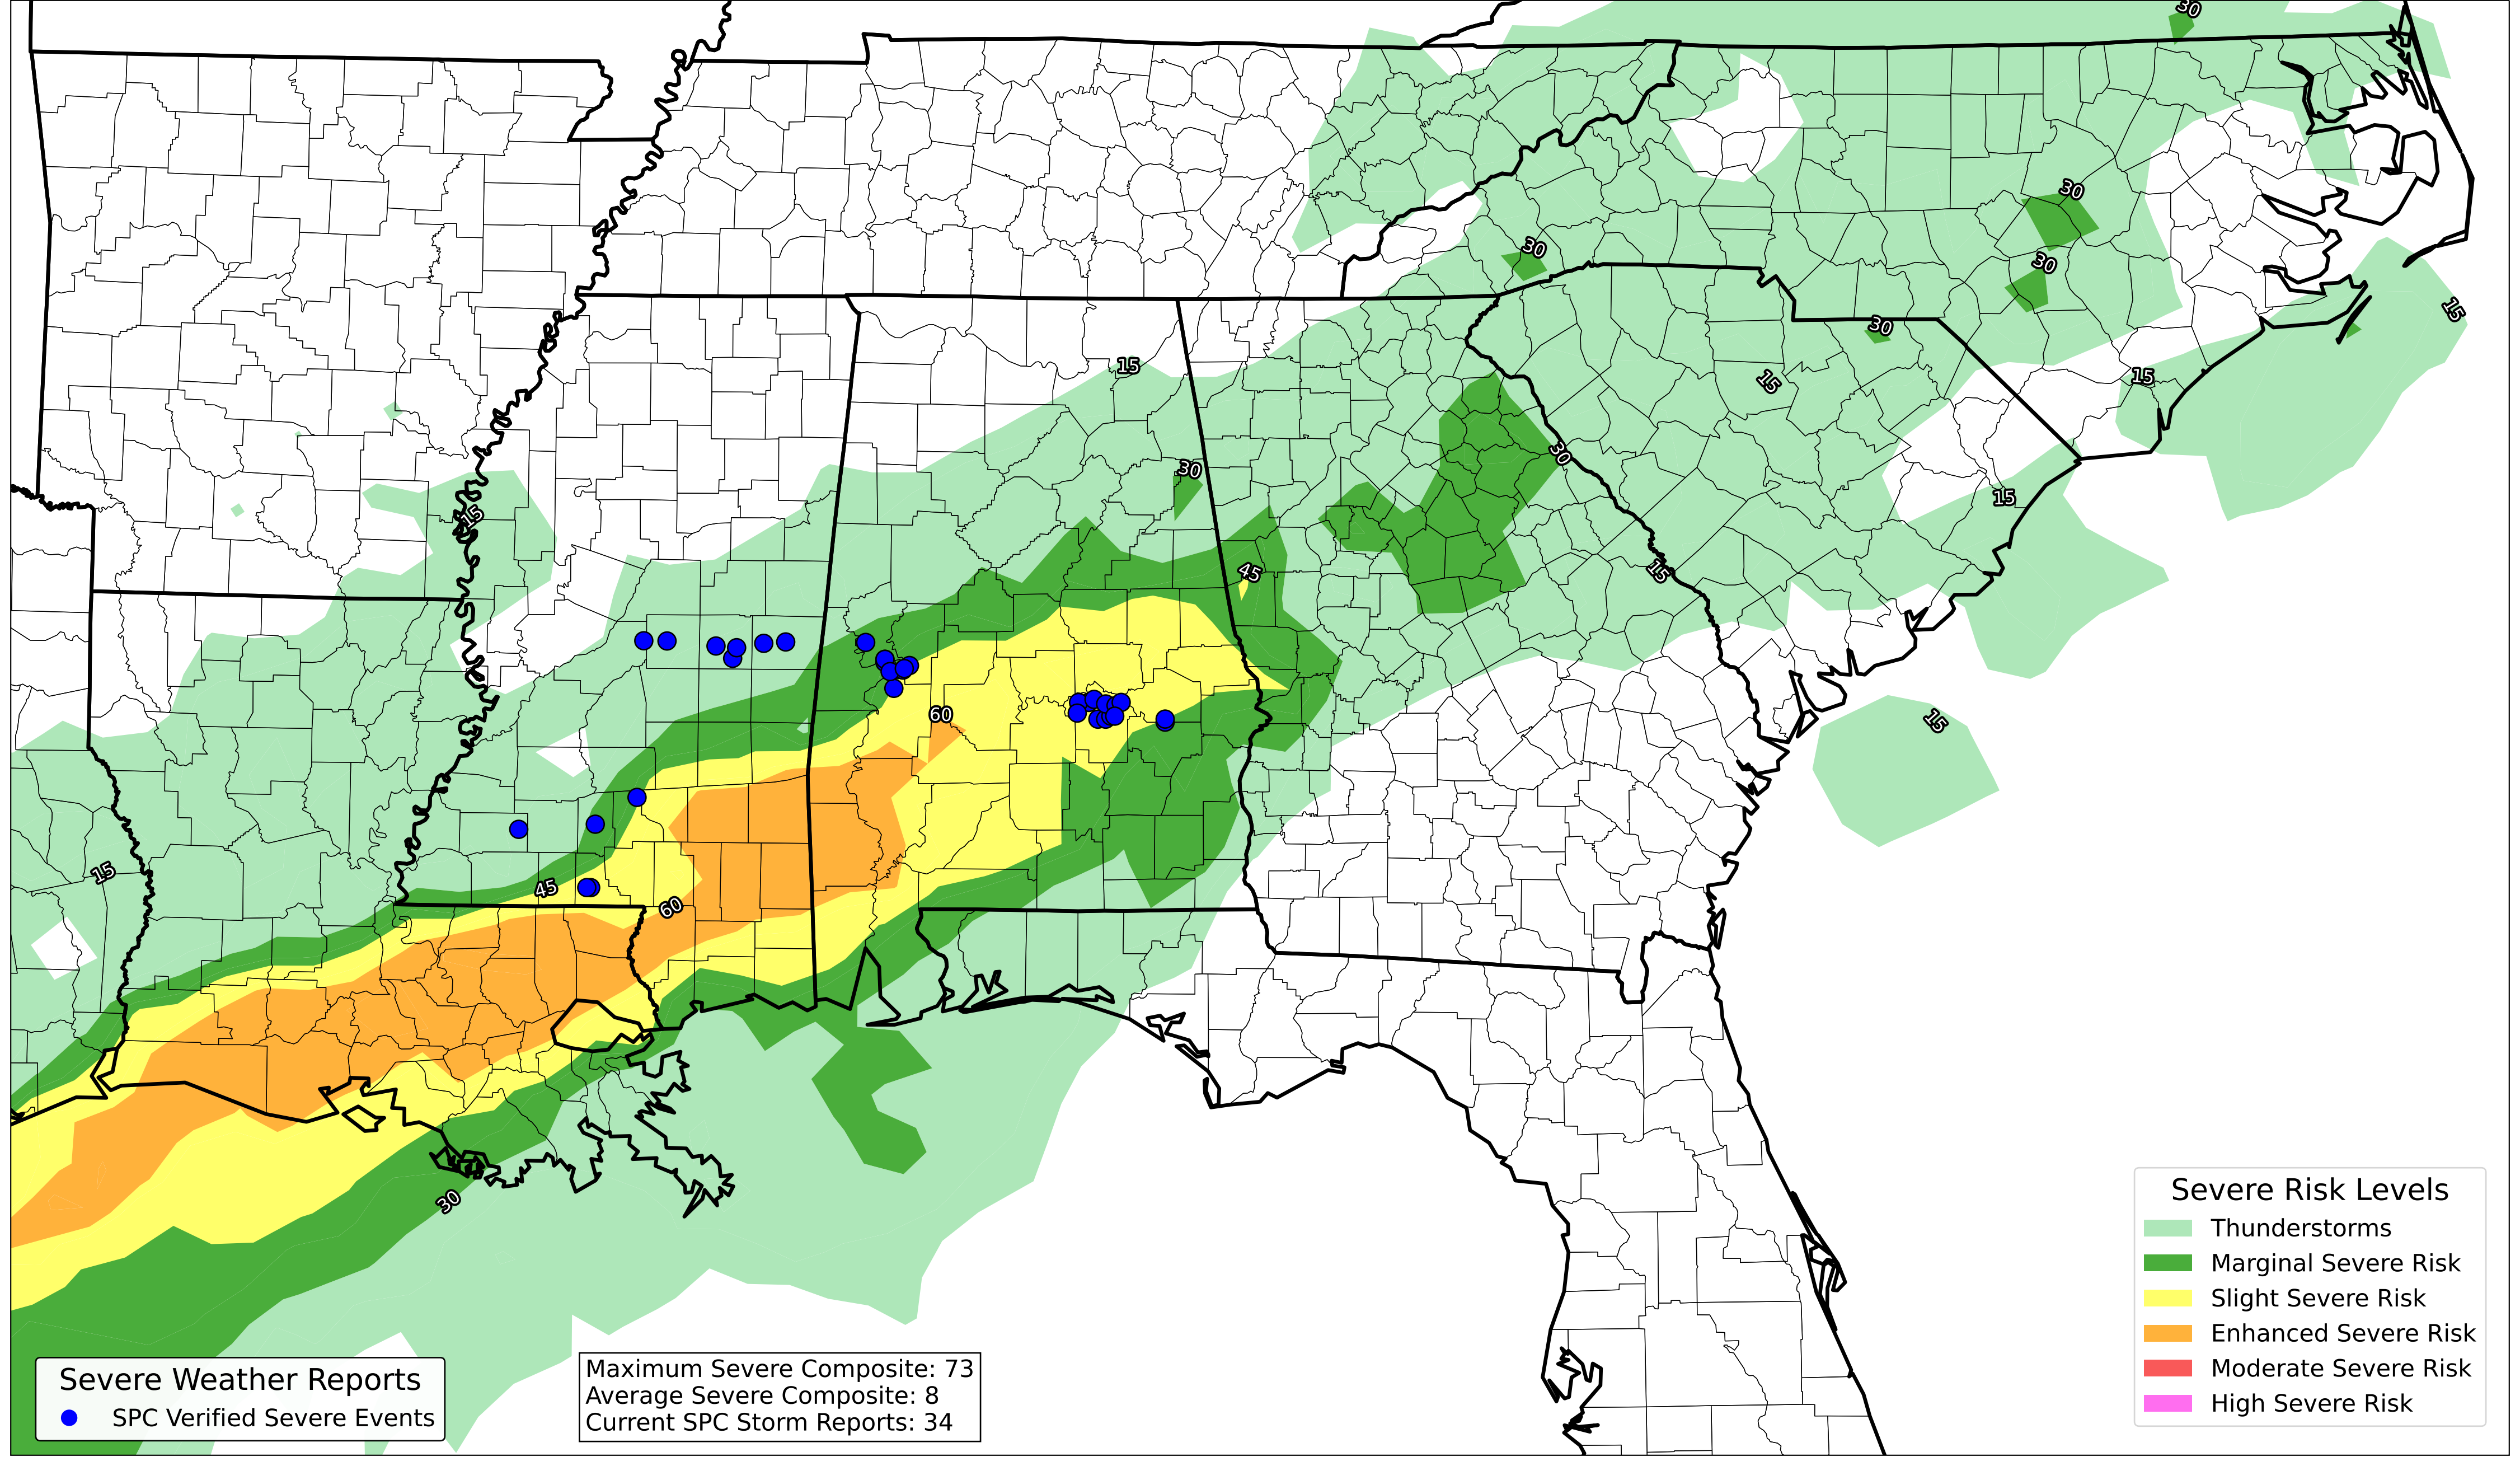 30
30
30
30
30
15
15
15
30
30
15
15
45
15
15
60
15
45
60
30
Severe Weather Reports
SPC Verified Severe Events
Maximum Severe Composite: 73
Average Severe Composite: 8
Current SPC Storm Reports: 34
Severe Risk Levels
Thunderstorms
Marginal Severe Risk
Slight Severe Risk
Enhanced Severe Risk
Moderate Severe Risk
High Severe Risk